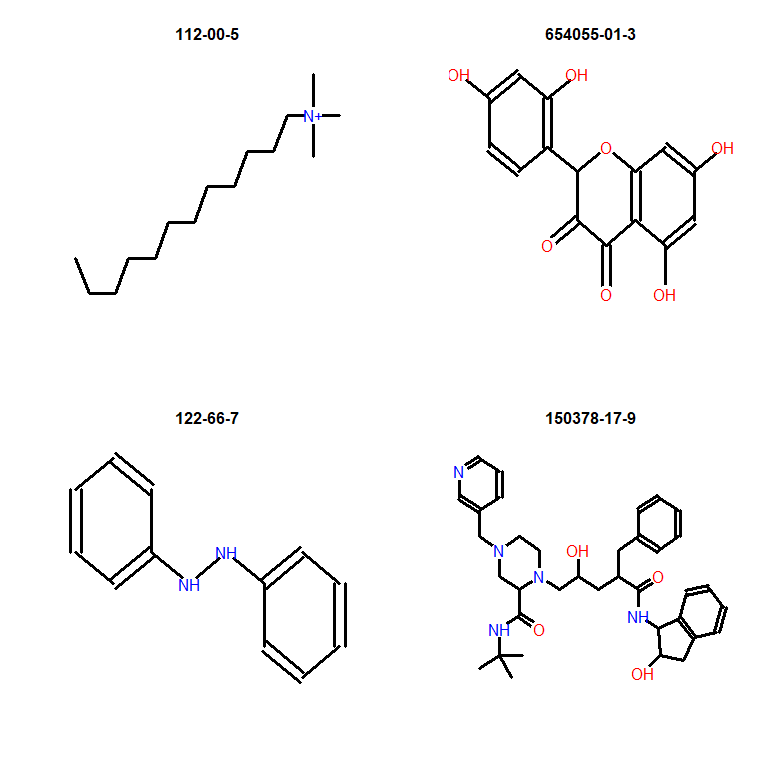 112-00-5
654055-01-3
N+
OH
OH
O
OH
O
O
OH
122-66-7
150378-17-9
NH
NH
N
N
OH
N
O
NH
NH
O
OH